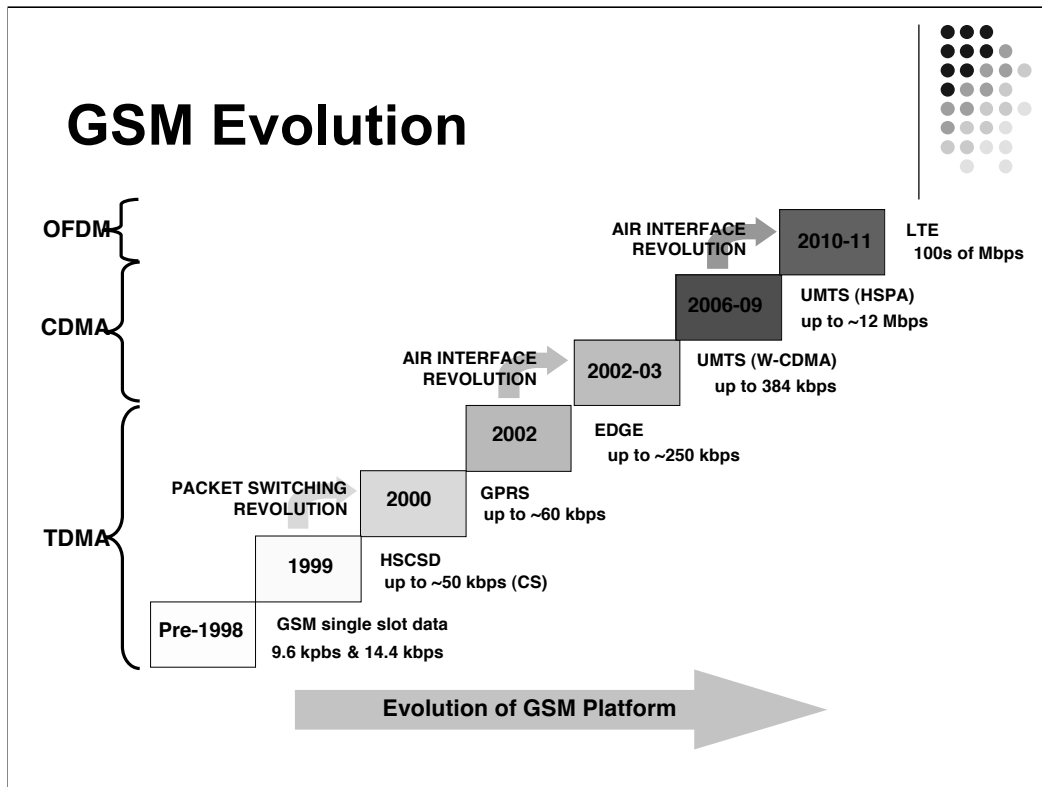 GSM Evolution
OFDM
CDMA
TDMA
AIR INTERFACE
REVOLUTION
2010-11
LTE
100s of Mbps
2006-09
UMTS (HSPA)
up to ~12 Mbps
AIR INTERFACE
REVOLUTION
2002-03
UMTS (W-CDMA)
up to 384 kbps
2002
EDGE
up to ~250 kbps
PACKET SWITCHING
REVOLUTION
2000
GPRS
up to ~60 kbps
1999
HSCSD
up to ~50 kbps (CS)
Pre-1998
GSM single slot data
9.6 kpbs & 14.4 kbps
Evolution of GSM Platform